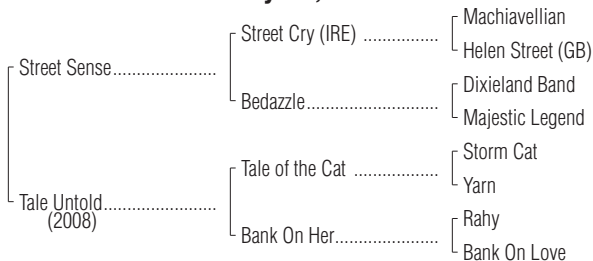 Machiavellian
Street Cry (IRE) ................
Helen Street (GB)
Street Sense......................
Dixieland Band
Bedazzle............................
Majestic Legend
Storm Cat
Tale of the Cat ..................
Yarn
Tale Untold........................
(2008)
Rahy
Bank On Her......................
Bank On Love